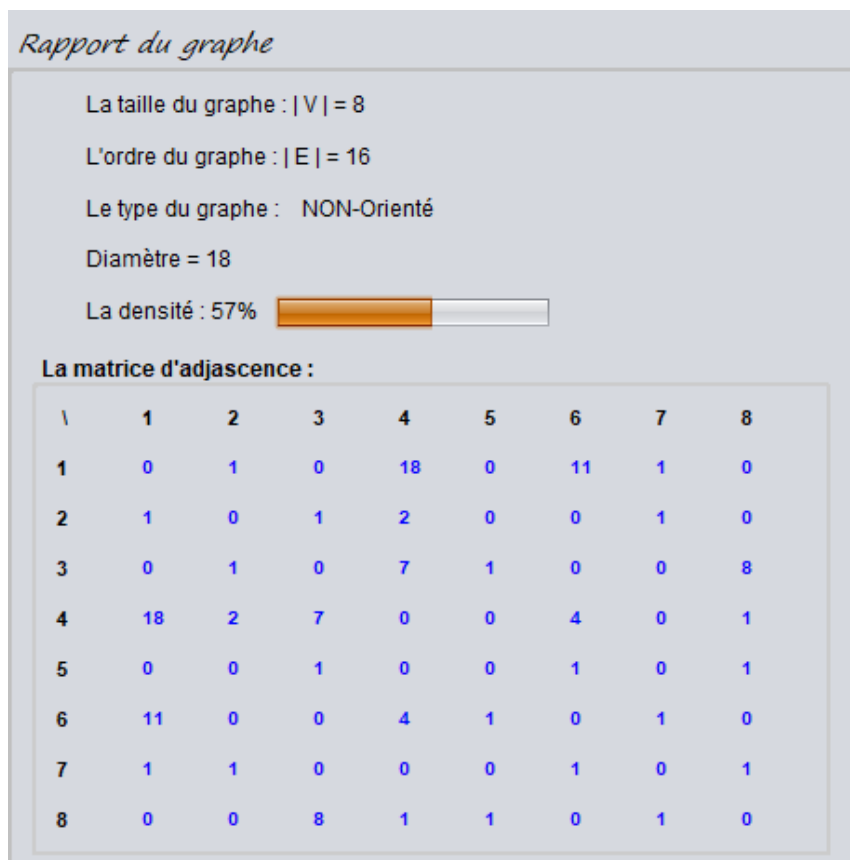 Rapport du graphe
La taille du graphe : | V | = 8
L'ordre du graphe : | E | = 16
Le type du graphe : NON-Orienté
Diamètre = 18
La densité : 57%
La matrice d'adjascence :
\ 1 2 3 4 5 6 7 8
1 0 1 0 18 0 11 1 0
2 1 0 1 2 0 0 1 0
3 0 1 0 7 1 0 0 8
4 18 2 7 0 0 4 0 1
5 0 0 1 0 0 1 0 1
6 11 0 0 4 1 0 1 0
7 1 1 0 0 0 1 0 1
8 0 0 8 1 1 0 1 0